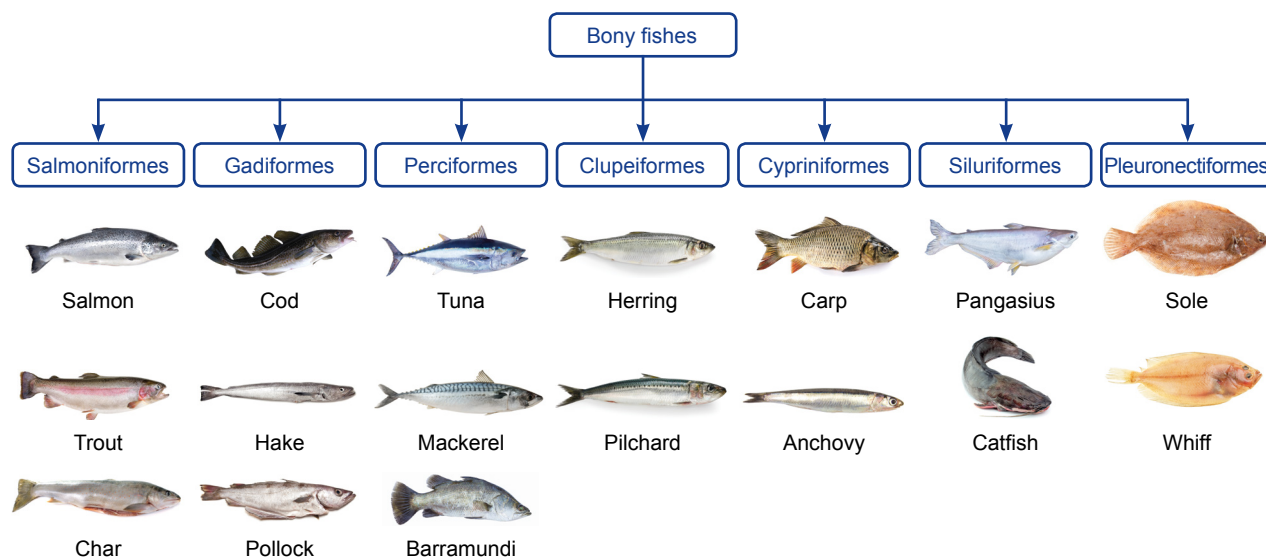 Bony fishes
Salmoniformes
Gadiformes
Perciformes
Clupeiformes
Cypriniformes
Siluriformes
Pleuronectiformes
Salmon
Cod
Tuna
Herring
Carp
Pangasius
Sole
Trout
Hake
Mackerel
Pilchard
Anchovy
Catfish
Whiff
Char
Pollock
Barramundi